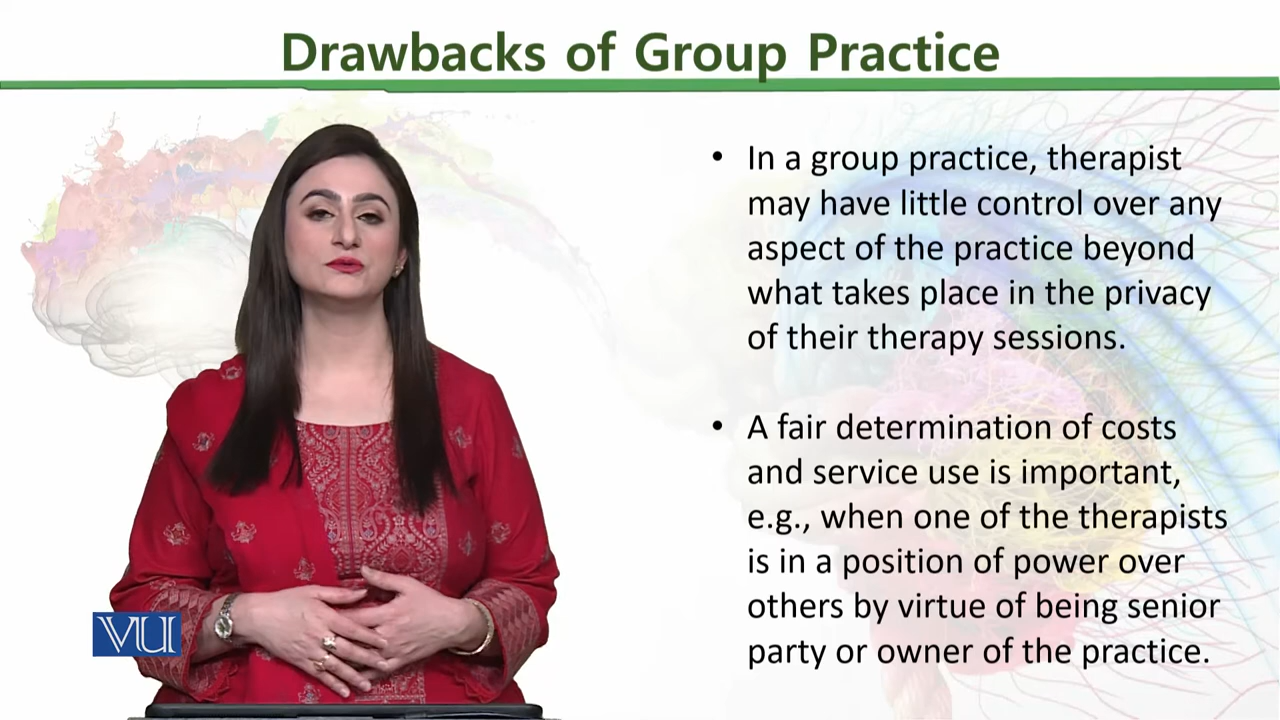 Drawbacks of Group Practice
• In a group practice, therapist
may have little control over any
aspect of the practice beyond
what takes place in the privacy
of their therapy sessions.
• A fair determination of costs
and service use is important,
e.g., when one of the therapists
is in a position of power over
others by virtue of being senior
party or owner of the practice.
VU